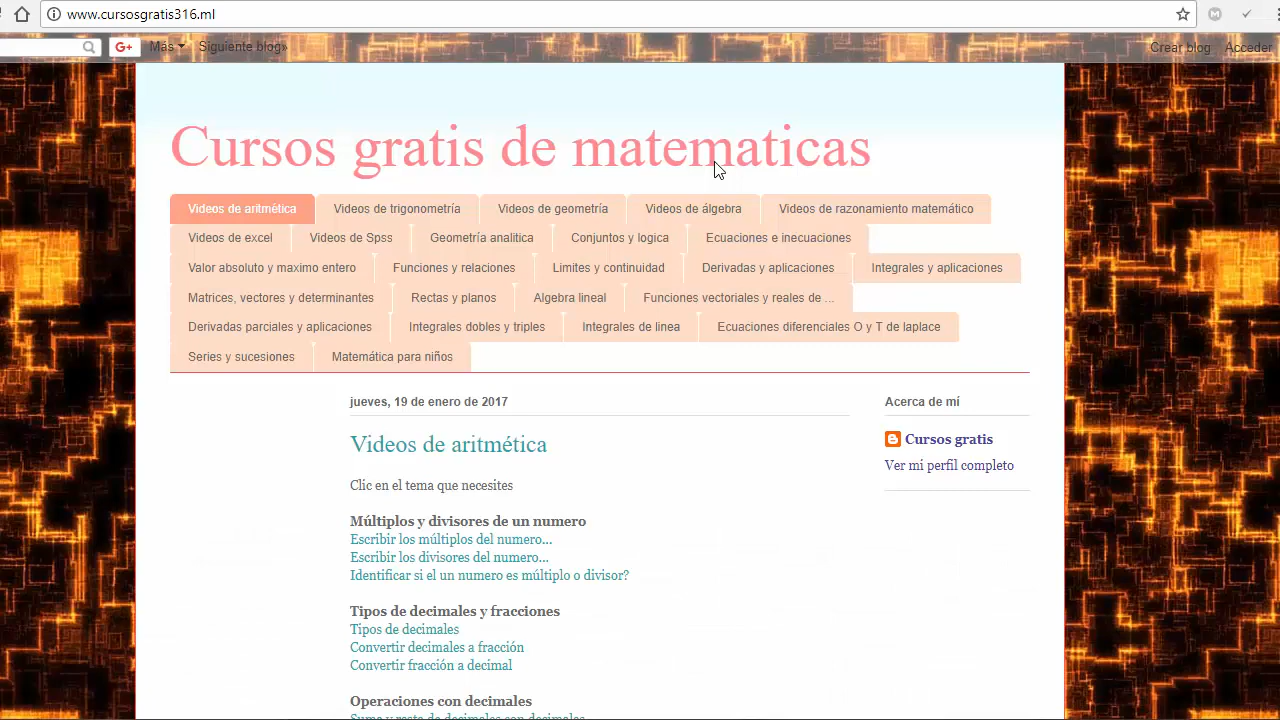 www.cursosgratis316.ml
G+ Más Siguiente blog» Crear blog Acceder
Cursos gratis de matematicas
Videos de aritmètica Videos de trigonometría Videos de geometría Videos de álgebra Videos de razonamiento matemático
Videos de excel Videos de Spss Geometría analitica Conjuntos y logica Ecuaciones e inecuaciones
Valor absoluto y maximo entero Funciones y relaciones Limites y continuidad Derivadas y aplicaciones Integrales y aplicaciones
Matrices, vectores y determinantes Rectas y planos Algebra lineal Funciones vectoriales y reales de ...
Derivadas parciales y aplicaciones Integrales dobles y triples Integrales de linea Ecuaciones diferenciales O y T de laplace
Series y sucesiones Matemática para niños
jueves, 19 de enero de 2017
Videos de aritmética
Clic en el tema que necesites
Múltiplos y divisores de un numero
Escribir los múltiplos del numero...
Escribir los divisores del numero...
Identificar si el un numero es múltiplo o divisor?
Tipos de decimales y fracciones
Tipos de decimales
Convertir decimales a fracción
Convertir fracción a decimal
Operaciones con decimales
Suma y resta de decimales con decimales
Acerca de mí
Cursos gratis
Ver mi perfil completo